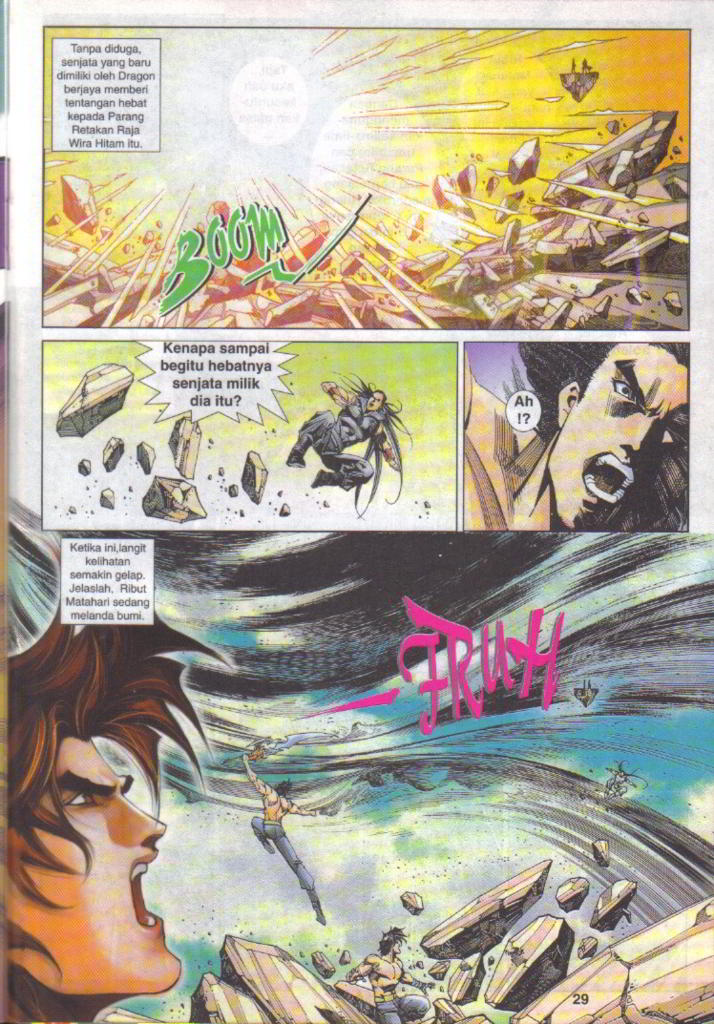 Tanpa diduga,
senjata yang baru
dimiliki oleh Dragon
berjaya memberi
tentangan hebat
kepada Parang
Retakan Raja
Wira Hitam itu.
BOOM
Kenapa sampai
begitu hebatnya
senjata milik
dia itu?
Ah
!?
Ketika ini,langit
kelihatan
semakin gelap.
Jelaslah, Ribut
Matahari sedang
melanda bumi.
FRUH
29